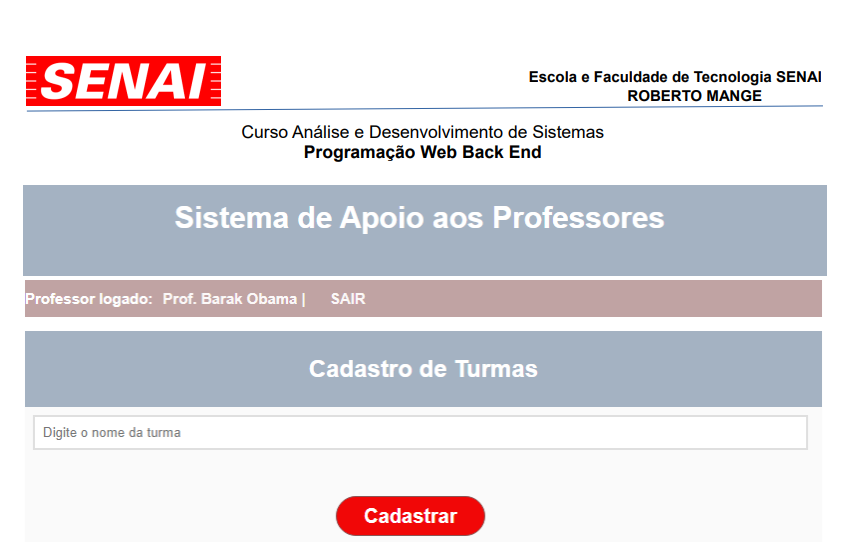 SENAI
Escola e Faculdade de Tecnologia SENAI
ROBERTO MANGE
Curso Análise e Desenvolvimento de Sistemas
Programação Web Back End
Sistema de Apoio aos Professores
Professor logado: Prof. Barak Obama | SAIR
Cadastro de Turmas
Digite o nome da turma
Cadastrar